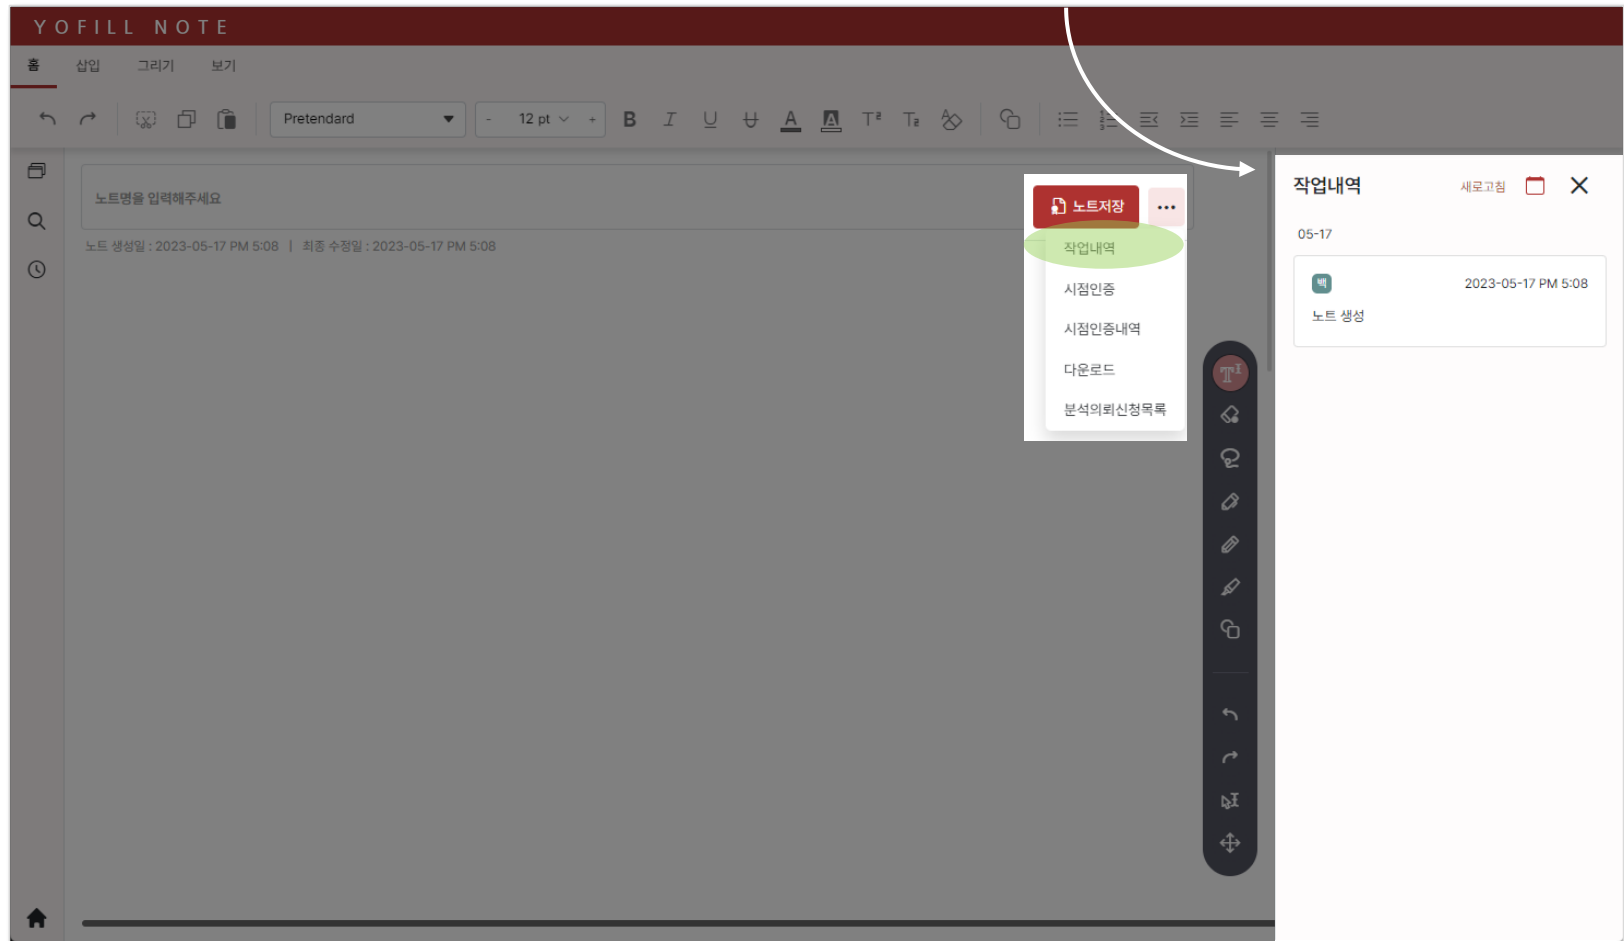 YOFILL NOTE
홈 삽입 그리기 보기
Pretendard - 12 pt +
노트명을 입력해주세요
노트 생성일 : 2023-05-17 PM 5:08 | 최종 수정일 : 2023-05-17 PM 5:08
노트저장 ...
작업내역
시점인증
시점인증내역
다운로드
분석의뢰신청목록
작업내역 새로고침
05-17
백 2023-05-17 PM 5:08
노트 생성